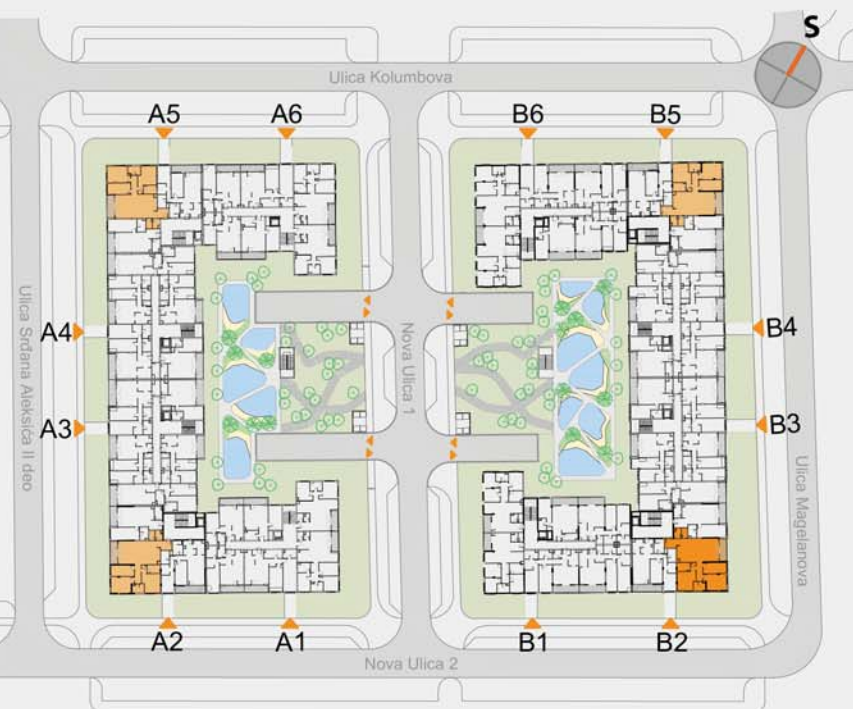 S
Ulica Kolumbova
A5
A6
B6
B5
A4
B4
A3
B3
Ulica Srđana Aleksića II deo
Nova Ulica 1
Ulica Magelanova
A2
A1
B1
B2
Nova Ulica 2